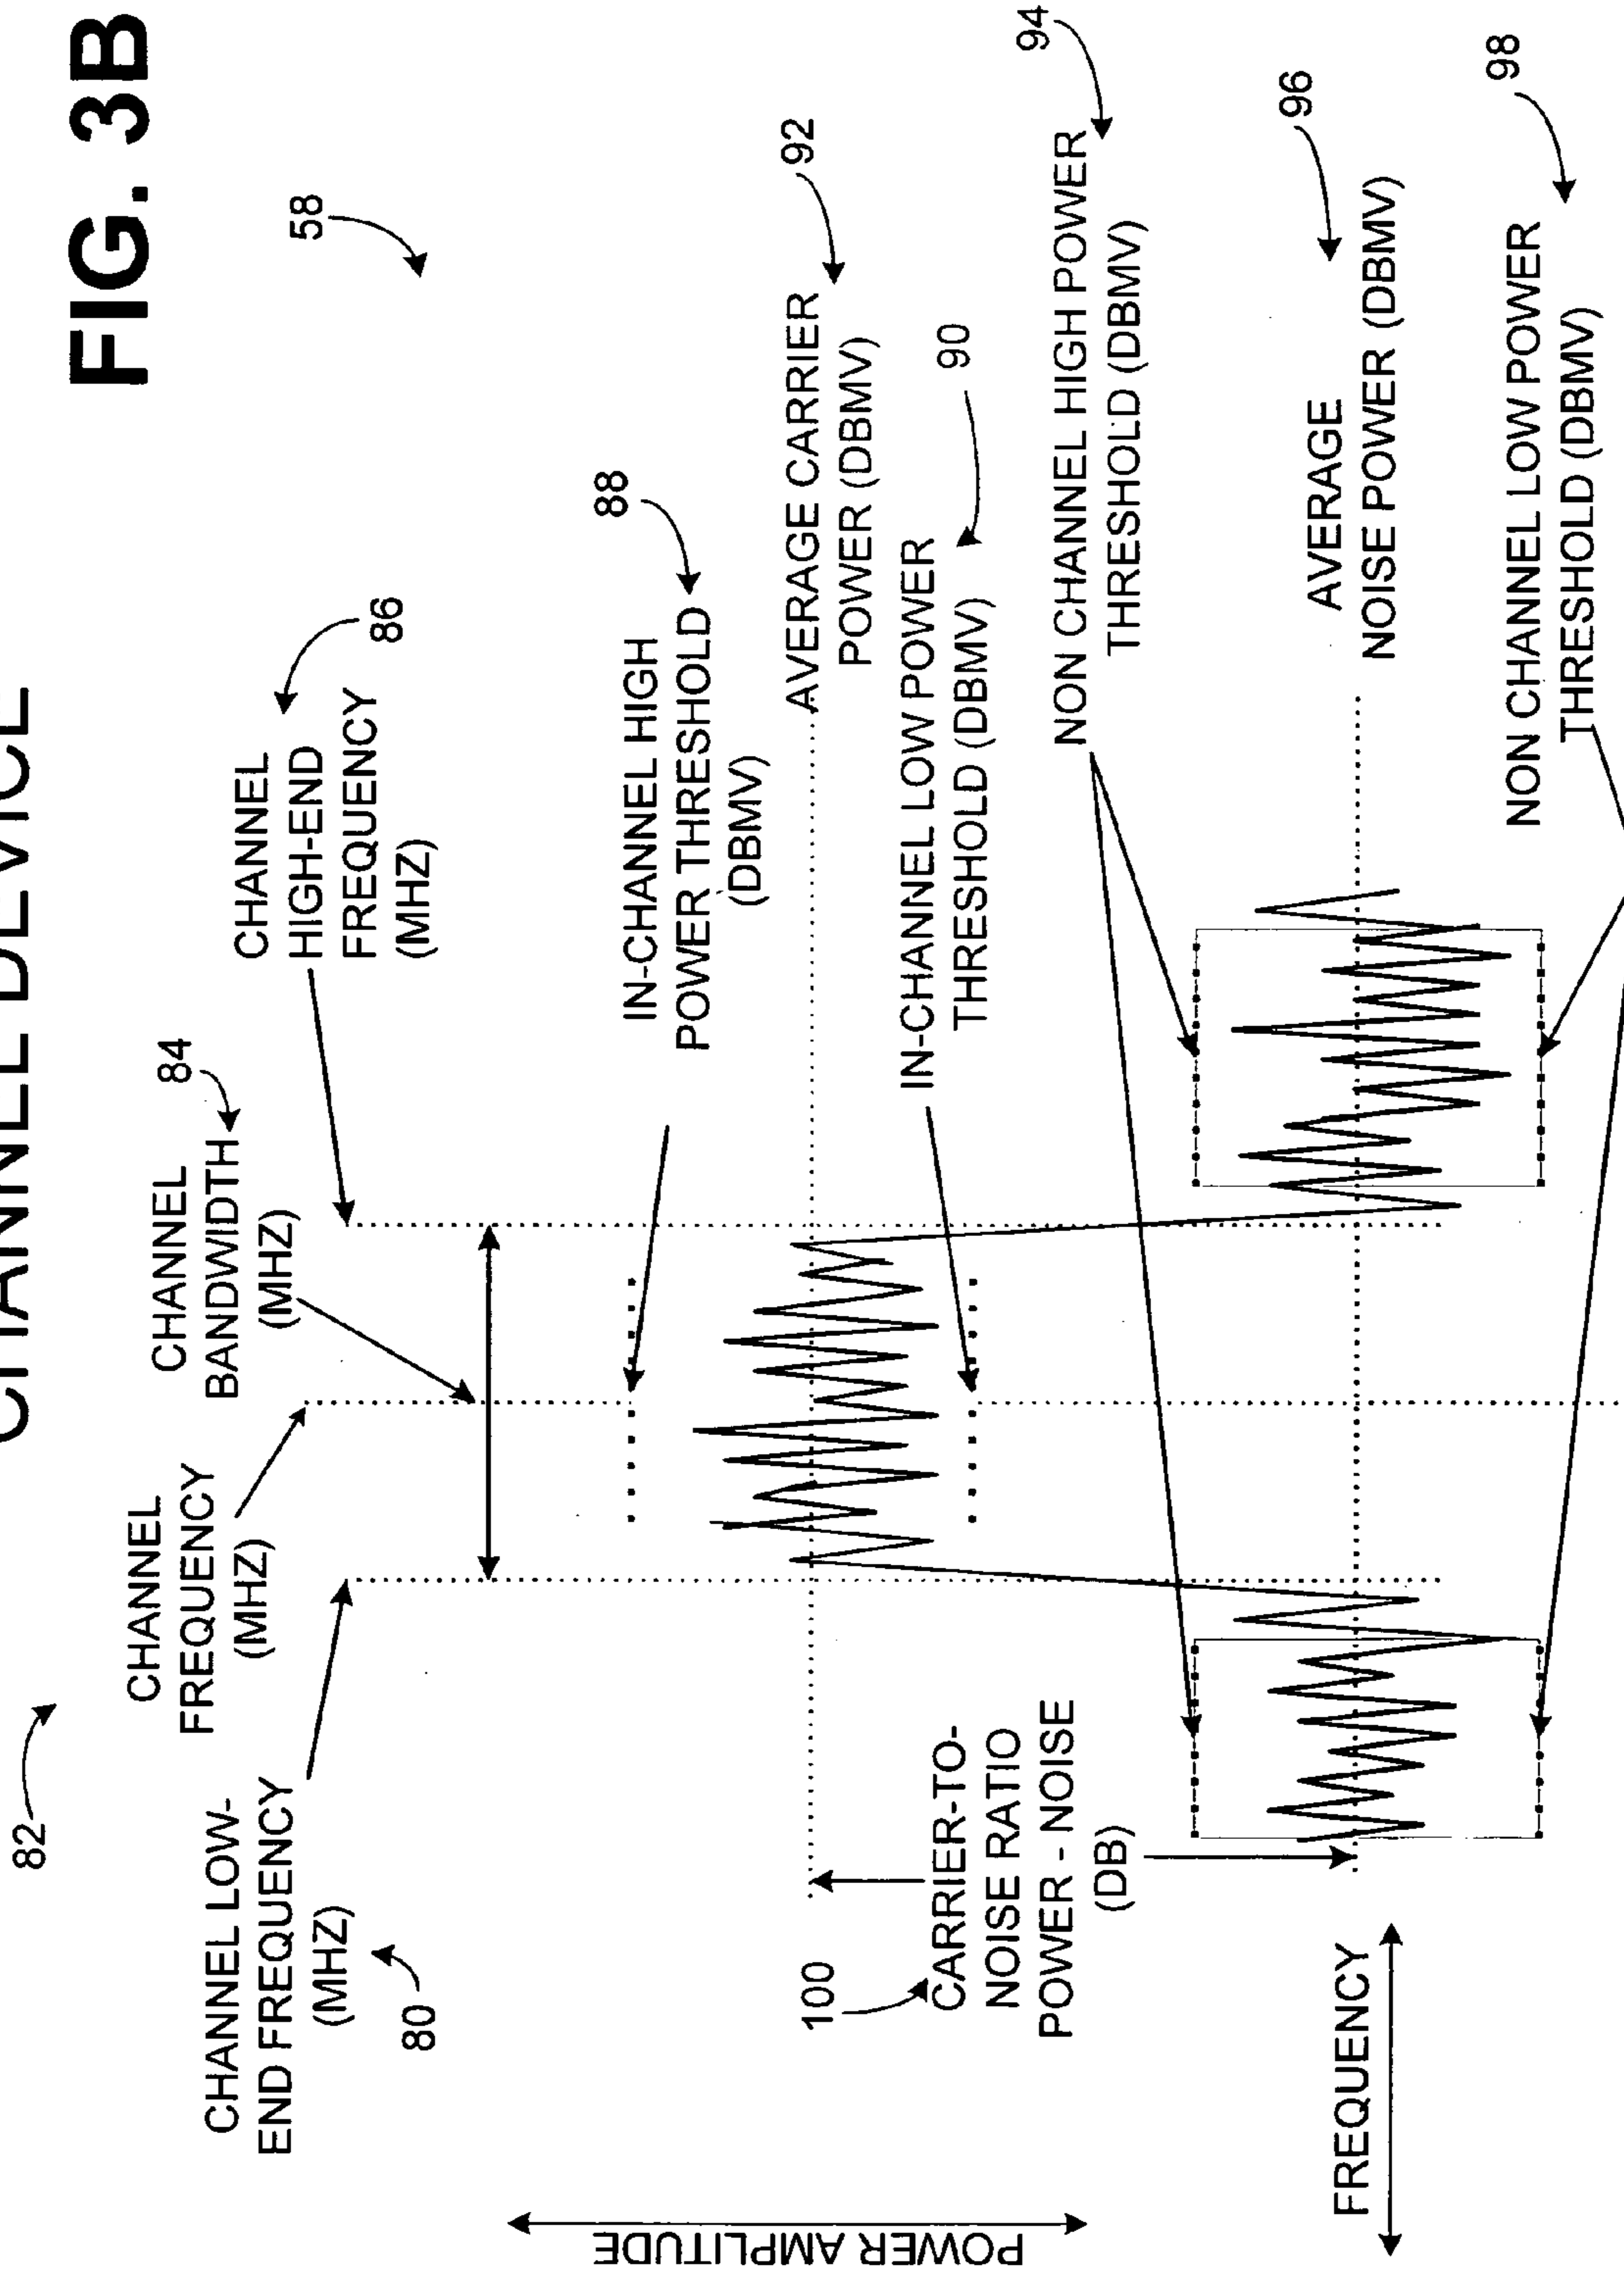 CHANNEL DEVICE
FIG. 3B
82
58
CHANNEL LOW-
END FREQUENCY
(MHZ)
80
CHANNEL
FREQUENCY
(MHZ)
CHANNEL
BANDWIDTH
(MHZ)
84
CHANNEL
HIGH-END
FREQUENCY
(MHZ)
86
IN-CHANNEL HIGH
POWER THRESHOLD
(DBMV)
88
AVERAGE CARRIER
POWER (DBMV)
92
IN-CHANNEL LOW POWER
THRESHOLD (DBMV)
90
NON CHANNEL HIGH POWER
THRESHOLD (DBMV)
94
AVERAGE
NOISE POWER (DBMV)
96
NON CHANNEL LOW POWER
THRESHOLD (DBMV)
98
100
CARRIER-TO-
NOISE RATIO
POWER - NOISE
(DB)
POWER AMPLITUDE
FREQUENCY